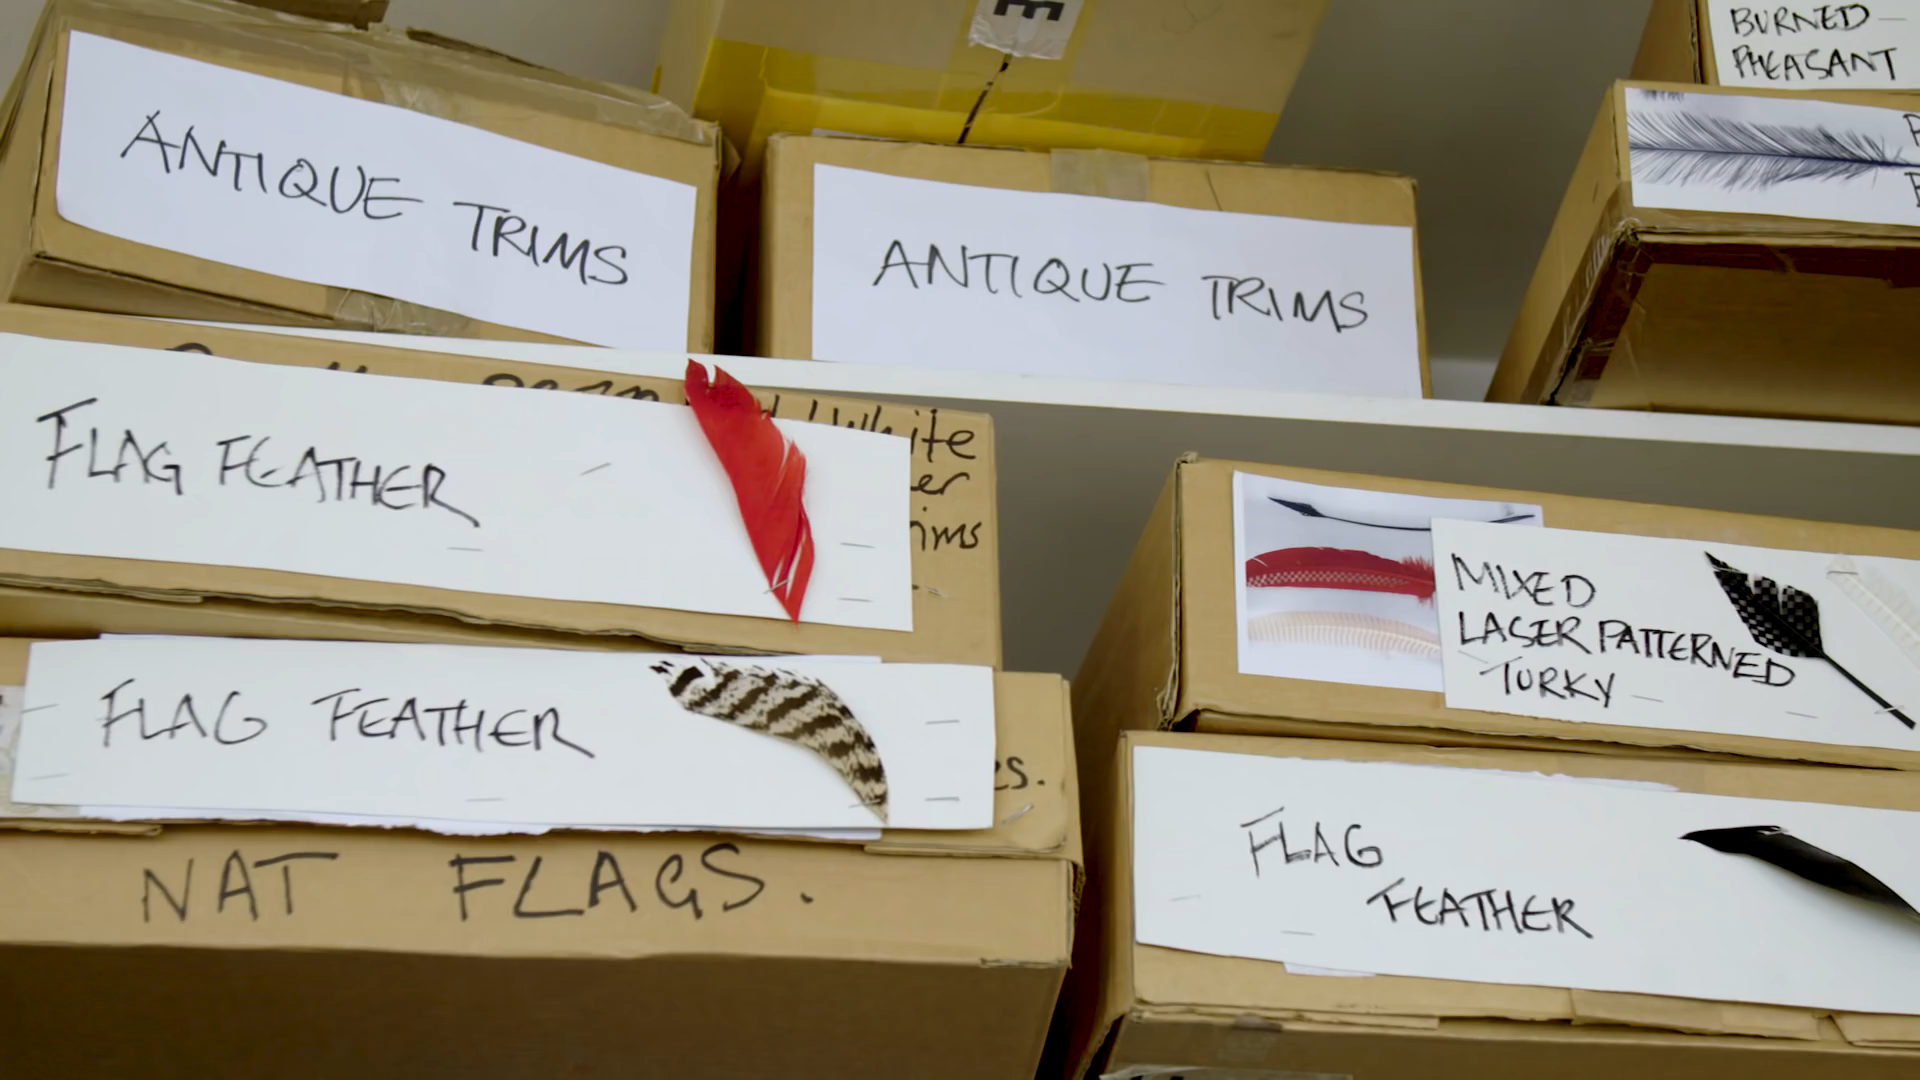 BURNED
PHEASANT
ANTIQUE TRIMS
ANTIQUE TRIMS
White
FLAG FEATHER
MIXED
LASER PATTERNED
TURKY
FLAG FEATHER
NAT FLAGS.
FLAG
FEATHER